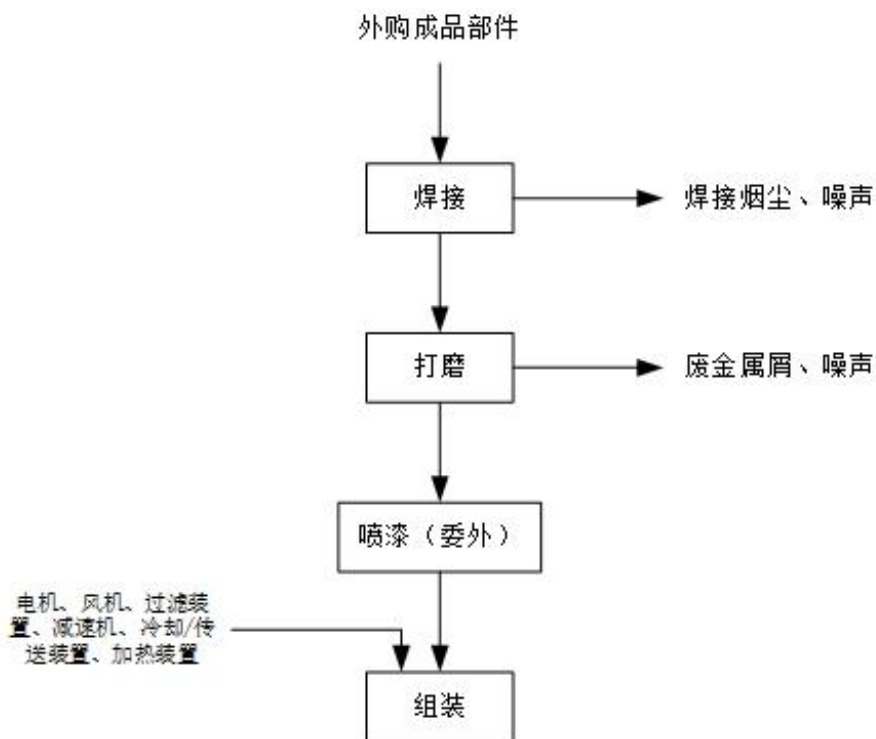 外购成品部件
焊接
焊接烟尘、噪声
打磨
废金属屑、噪声
喷漆（委外）
电机、风机、过滤装
置、减速机、冷却/传
送装置、加热装置
组装